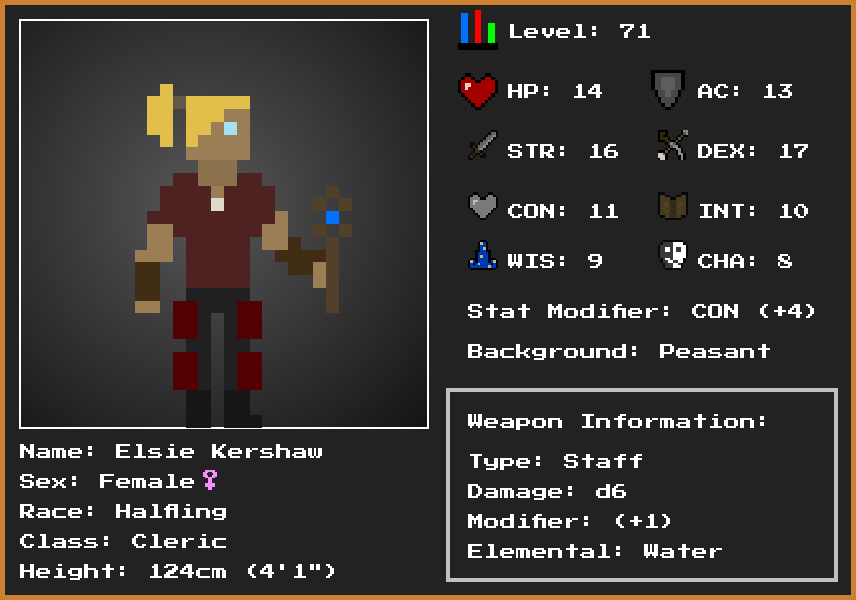 Level: 71
HP: 14
AC: 13
STR: 16
DEX: 17
CON: 11
INT: 10
WIS: 9
CHA: 8
Stat Modifier: CON (+4)
Background: Peasant
Weapon Information:
Type: Staff
Damage: d6
Modifier: (+1)
Elemental: Water
Name: Elsie Kershaw
Sex: Female♀
Race: Halfling
Class: Cleric
Height: 124cm (4'1")